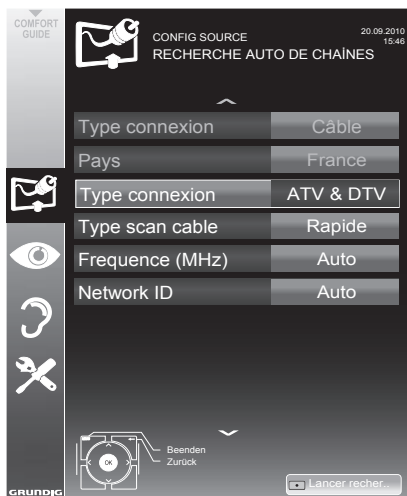 COMFORT
GUIDE
CONFIG SOURCE
RECHERCHE AUTO DE CHAÎNES
20.09.2010
15:46
Type connexion Câble
Pays France
Type connexion ATV & DTV
Type scan cable Rapide
Frequence (MHz) Auto
Network ID Auto
OK
Beenden
Zurück
Lancer recher..
GRUNDIG